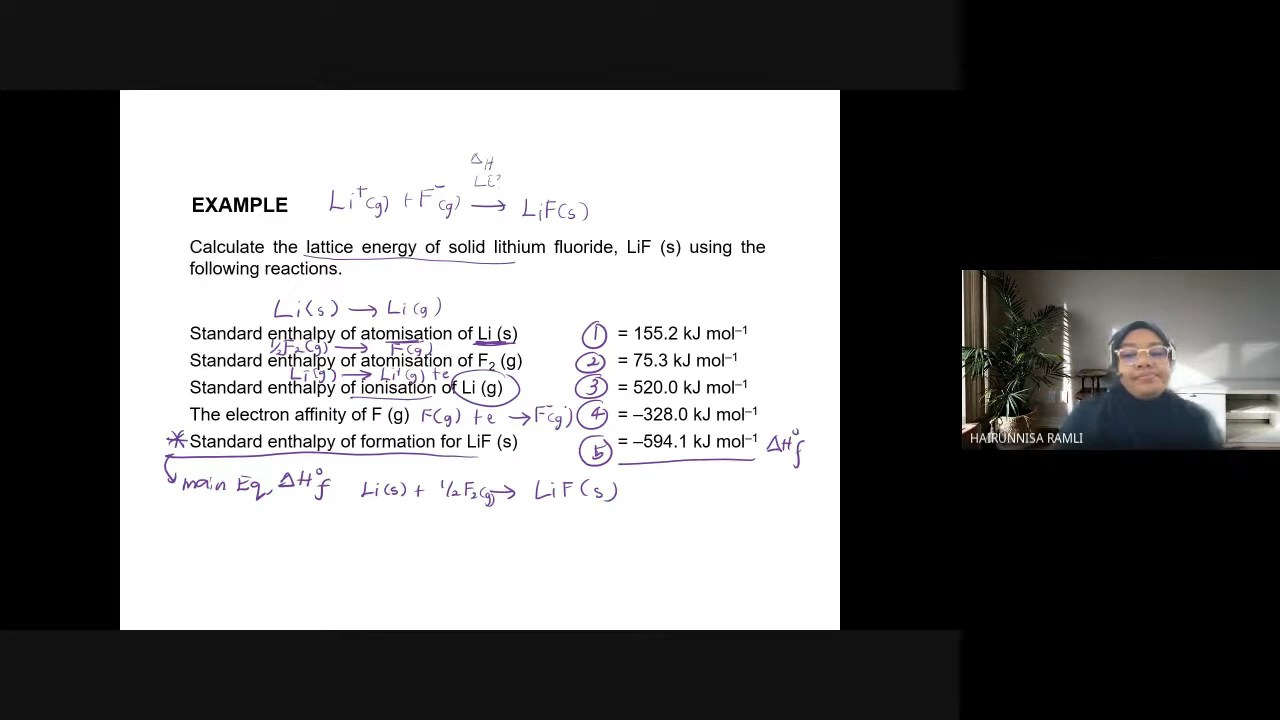 ΔH
LE?
EXAMPLE Li⁺(g) + F⁻(g) → LiF(s)
Calculate the lattice energy of solid lithium fluoride, LiF (s) using the
following reactions.
Li(s) → Li(g)
Standard enthalpy of atomisation of Li (s) ① = 155.2 kJ mol⁻¹
½F₂(g) → F(g)
Standard enthalpy of atomisation of F₂ (g) ② = 75.3 kJ mol⁻¹
Li(g) → Li⁺(g) + e
Standard enthalpy of ionisation of Li (g) ③ = 520.0 kJ mol⁻¹
The electron affinity of F (g) F(g) + e → F⁻(g) ④ = –328.0 kJ mol⁻¹
* Standard enthalpy of formation for LiF (s) ⑤ = –594.1 kJ mol⁻¹ ΔH°f
main Eq, ΔH°f Li(s) + ½F₂(g) → LiF(s)
HAIRUNNISA RAMLI